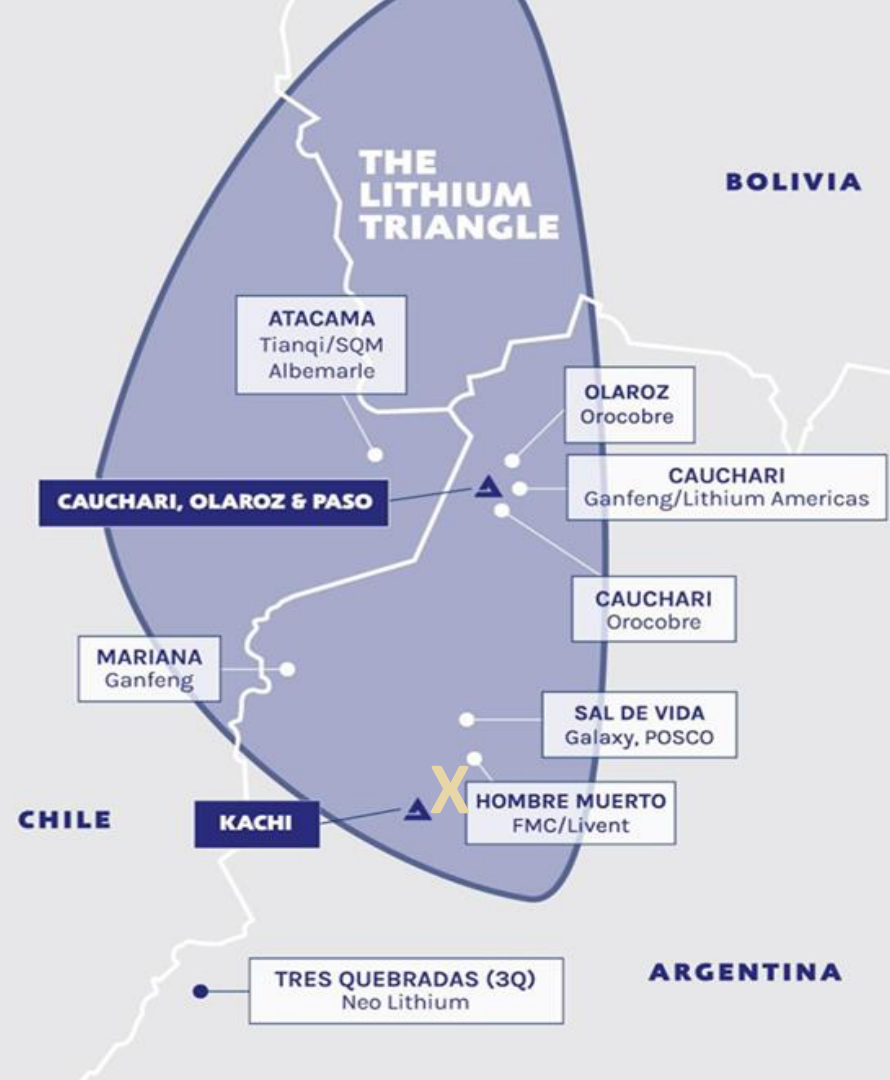 THE
LITHIUM
TRIANGLE
BOLIVIA
ATACAMA
Tianqi/SQM
Albemarle
OLAROZ
Orocobre
CAUCHARI
Ganfeng/Lithium Americas
CAUCHARI, OLAROZ & PASO
CAUCHARI
Orocobre
MARIANA
Ganfeng
SAL DE VIDA
Galaxy, POSCO
X
HOMBRE MUERTO
FMC/Livent
CHILE
KACHI
ARGENTINA
TRES QUEBRADAS (3Q)
Neo Lithium